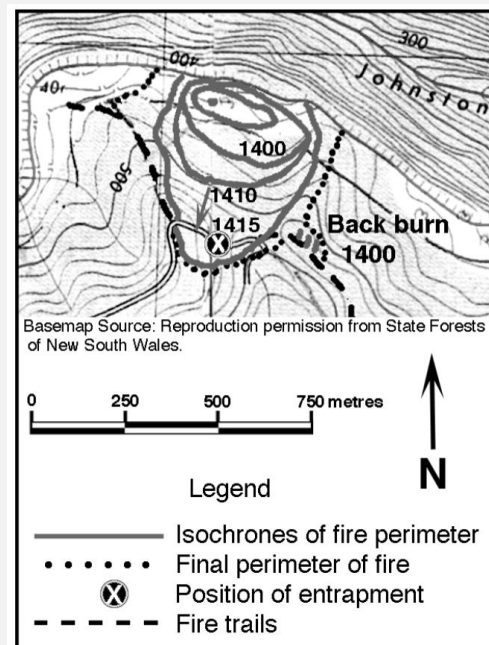 400
300
40
Johnston
1400
500
1410
1415
Back burn
1400
Basemap Source: Reproduction permission from State Forests
of New South Wales.
0 250 500 750 metres
N
Legend
Isochrones of fire perimeter
Final perimeter of fire
X Position of entrapment
Fire trails